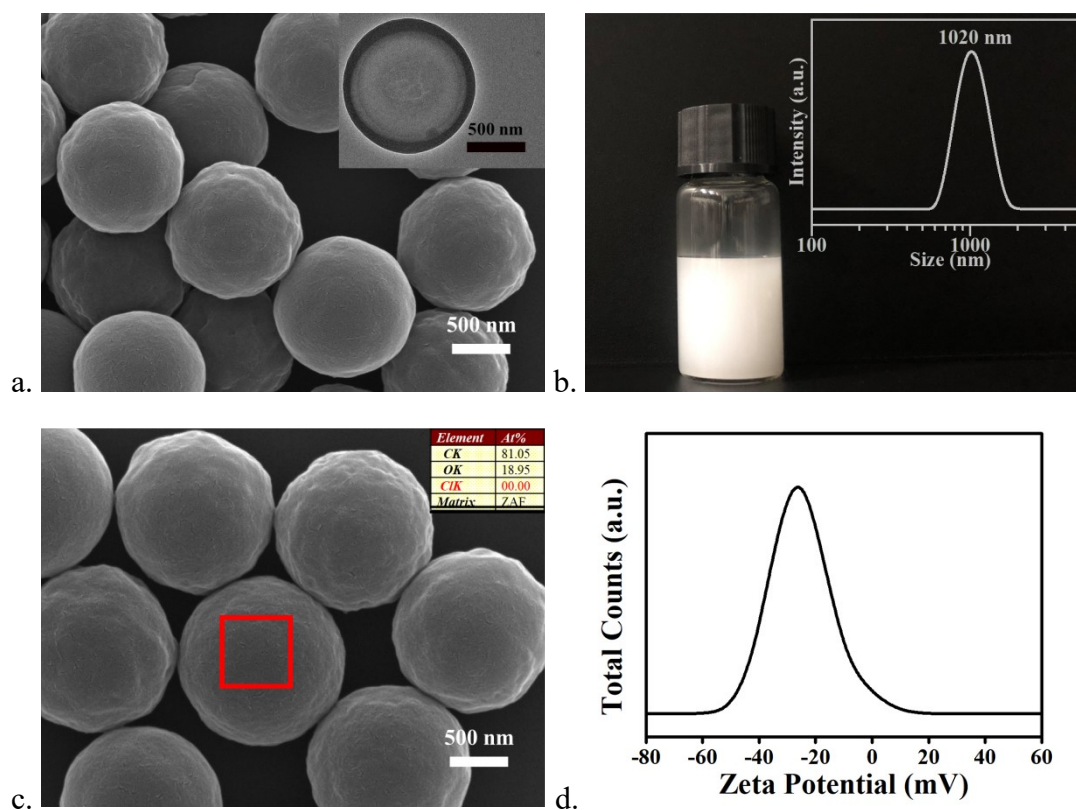 500 nm
500 nm
a.
1020 nm
Intensity (a.u.)
100 1000
Size (nm)
b.
Element At%
CK 81.05
OK 18.95
ClK 00.00
Matrix ZAF
500 nm
c.
Total Counts (a.u.)
-80 -60 -40 -20 0 20 40 60
Zeta Potential (mV)
d.